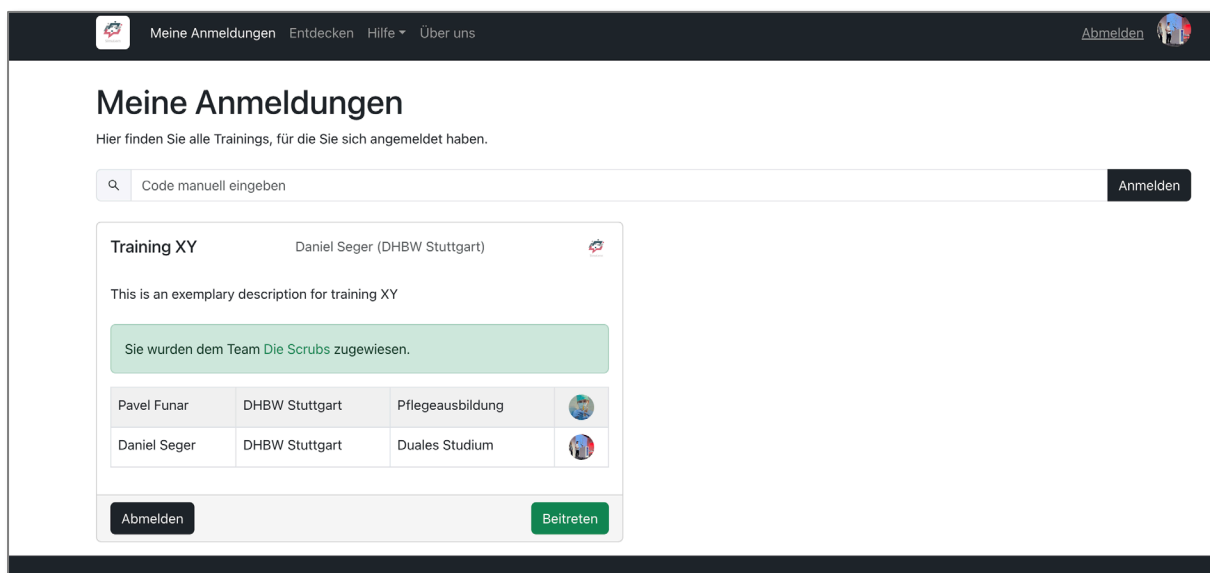 Meine Anmeldungen Entdecken Hilfe Über uns Abmelden
Meine Anmeldungen
Hier finden Sie alle Trainings, für die Sie sich angemeldet haben.
Code manuell eingeben Anmelden
Training XY Daniel Seger (DHBW Stuttgart)
This is an exemplary description for training XY
Sie wurden dem Team Die Scrubs zugewiesen.
Pavel Funar DHBW Stuttgart Pflegeausbildung
Daniel Seger DHBW Stuttgart Duales Studium
Abmelden Beitreten